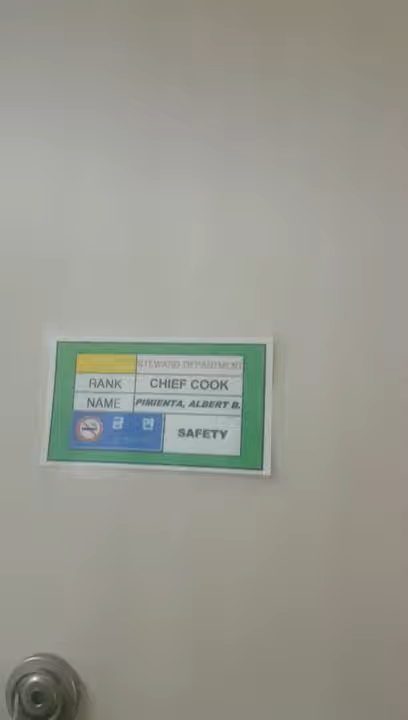 STEWARD DEPARTMENT
RANK CHIEF COOK
NAME PIMIENTA, ALBERT B.
금 연 SAFETY